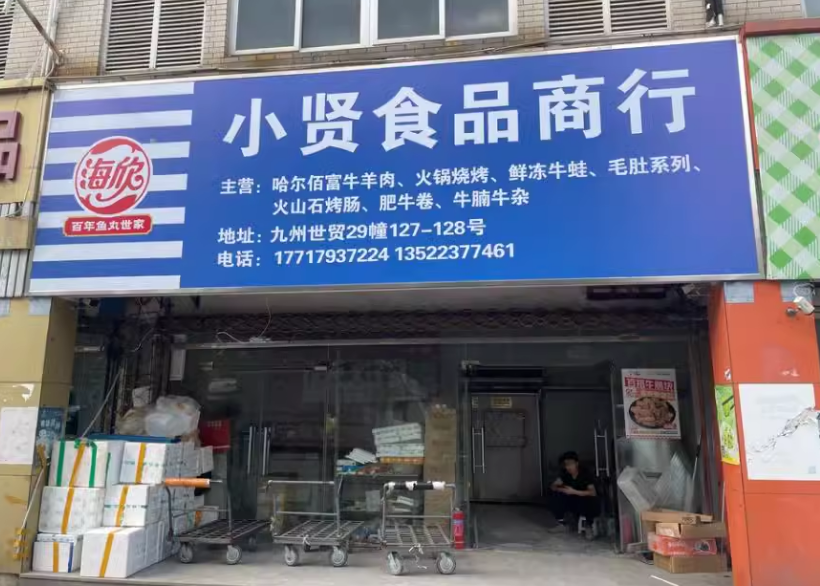 小贤食品商行
海欣
百年鱼丸世家
主营：哈尔佰富牛羊肉、火锅烧烤、鲜冻牛蛙、毛肚系列、
火山石烤肠、肥牛卷、牛腩牛杂
地址：九州世贸29幢127-128号
电话：17717937224 13522377461
品